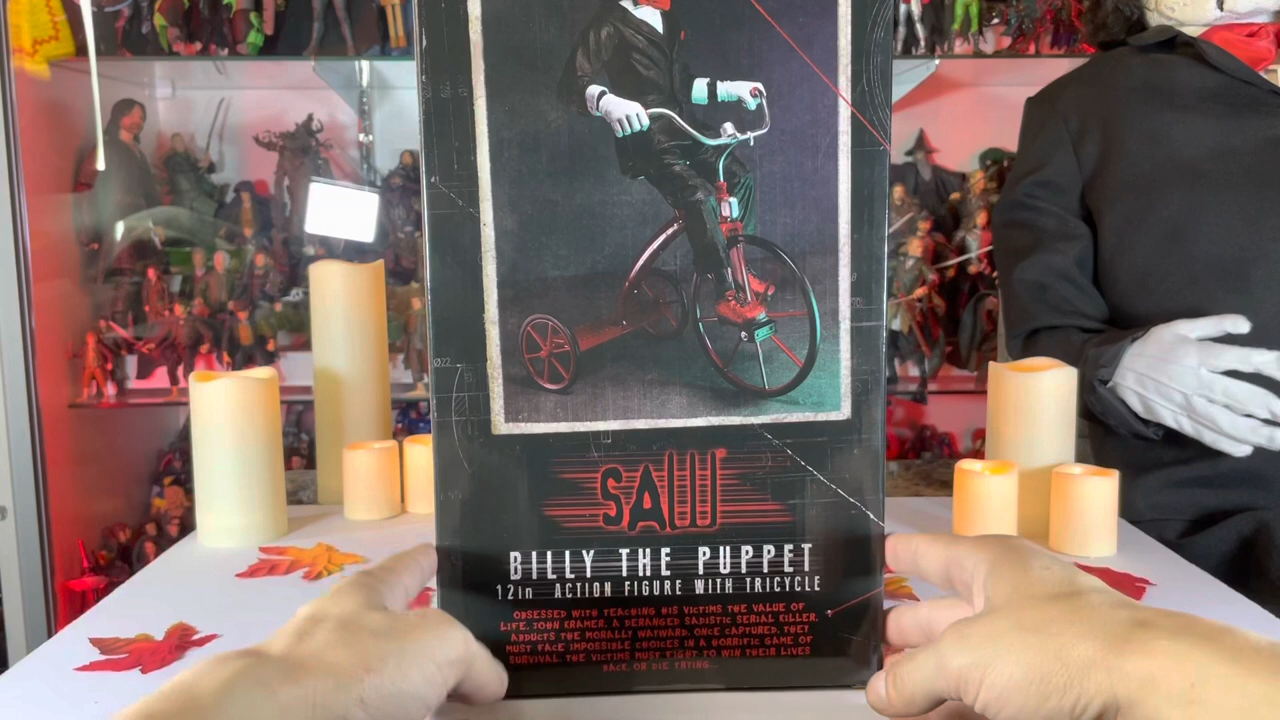 Ø22
SAW
BILLY THE PUPPET
12in ACTION FIGURE WITH TRICYCLE
OBSESSED WITH TEACHING HIS VICTIMS THE VALUE OF
LIFE, JOHN KRAMER, A DERANGED SADISTIC SERIAL KILLER,
ABDUCTS THE MORALLY WAYWARD. ONCE CAPTURED, THEY
MUST FACE IMPOSSIBLE CHOICES IN A HORRIFIC GAME OF
SURVIVAL. THE VICTIMS MUST FIGHT TO WIN THEIR LIVES
BACK, OR DIE TRYING...